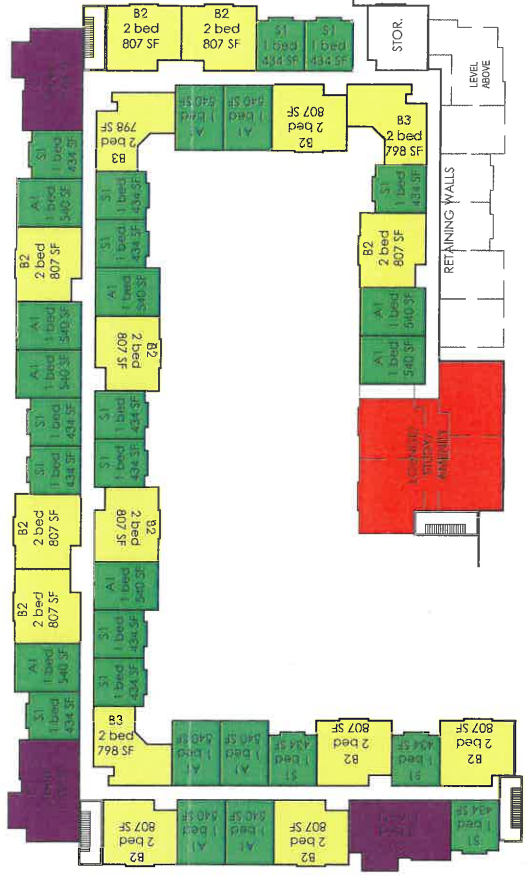 B2
2 bed
807 SF
B2
2 bed
807 SF
S1
1 bed
434 SF
S1
1 bed
434 SF
STOR.
LEVEL
ABOVE
RETAINING WALLS
B3
2 bed
798 SF
A1
1 bed
540 SF
A1
1 bed
540 SF
B2
2 bed
807 SF
B3
2 bed
798 SF
S1
1 bed
434 SF
B2
2 bed
807 SF
A1
1 bed
540 SF
A1
1 bed
540 SF
STUDY/
AMENITY
S1
1 bed
434 SF
A1
1 bed
540 SF
B2
2 bed
807 SF
A1
1 bed
540 SF
A1
1 bed
540 SF
S1
1 bed
434 SF
S1
1 bed
434 SF
B2
2 bed
807 SF
B2
2 bed
807 SF
A1
1 bed
540 SF
S1
1 bed
434 SF
S1
1 bed
434 SF
S1
1 bed
434 SF
A1
1 bed
540 SF
B2
2 bed
807 SF
S1
1 bed
434 SF
S1
1 bed
434 SF
B2
2 bed
807 SF
A1
1 bed
540 SF
S1
1 bed
434 SF
S1
1 bed
434 SF
B3
2 bed
798 SF
A1
1 bed
540 SF
A1
1 bed
540 SF
S1
1 bed
434 SF
B2
2 bed
807 SF
S1
1 bed
434 SF
B2
2 bed
807 SF
B2
2 bed
807 SF
A1
1 bed
540 SF
A1
1 bed
540 SF
B2
2 bed
807 SF
S1
1 bed
434 SF